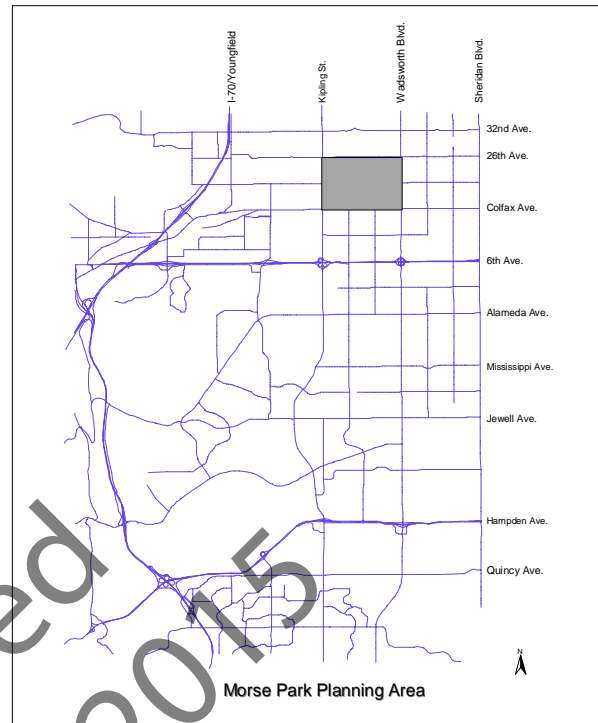 I-70/Youngfield
Kipling St.
Wadsworth Blvd.
Sheridan Blvd.
32nd Ave.
26th Ave.
Colfax Ave.
6th Ave.
Alameda Ave.
Mississippi Ave.
Jewell Ave.
Hampden Ave.
Quincy Ave.
ed
2015
N
Morse Park Planning Area